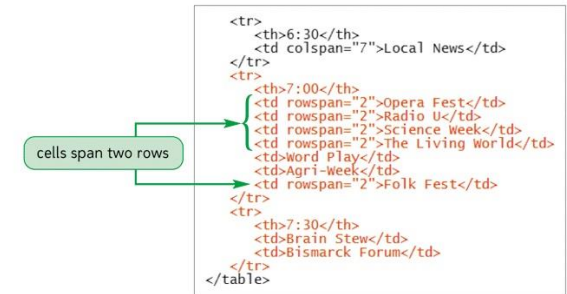 <tr>
<th>6:30</th>
<td colspan="7">Local News</td>
</tr>
<tr>
<th>7:00</th>
<td rowspan="2">Opera Fest</td>
<td rowspan="2">Radio U</td>
<td rowspan="2">Science Week</td>
<td rowspan="2">The Living World</td>
cells span two rows
<td>Word Play</td>
<td>Agri-Week</td>
<td rowspan="2">Folk Fest</td>
</tr>
<tr>
<th>7:30</th>
<td>Brain Stew</td>
<td>Bismarck Forum</td>
</tr>
</table>